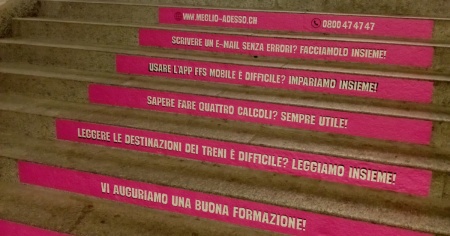 WWW.MEGLIO-ADESSO.CH 0800 47 47 47
SCRIVERE UN E-MAIL SENZA ERRORI? FACCIAMOLO INSIEME!
USARE L'APP FFS MOBILE È DIFFICILE? IMPARIAMO INSIEME!
SAPERE FARE QUATTRO CALCOLI? SEMPRE UTILE!
LEGGERE LE DESTINAZIONI DEI TRENI È DIFFICILE? LEGGIAMO INSIEME!
VI AUGURIAMO UNA BUONA FORMAZIONE!